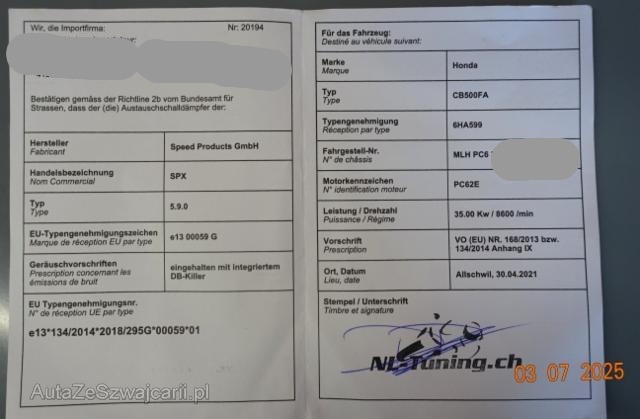 Wir, die Importfirma: Nr: 20194
Bestätigen gemäss der Richtline 2b vom Bundesamt für
Strassen, dass der (die) Austauschschalldämpfer der:
Hersteller Speed Products GmbH
Fabricant
Handelsbezeichnung SPX
Nom Commercial
Typ 5.9.0
Type
EU-Typengenehmigungszeichen e13 00059 G
Marque de réception EU par type
Geräuschvorschriften eingehalten mit integriertem
Prescription concernant les DB-Killer
émissions de bruit
EU Typengenehmigungsnr.
N° de réception UE par type
e13*134/2014*2018/295G*00059*01
AutaZeSzwajcarii.pl
Für das Fahrzeug:
Destiné au véhicule suivant:
Marke Honda
Marque
Typ CB500FA
Type
Typengenehmigung 6HA599
Réception par type
Fahrgestell-Nr. MLH PC6
N° de châssis
Motorkennzeichen PC62E
N° identification moteur
Leistung / Drehzahl 35.00 Kw / 8600 /min
Puissance / Régime
Vorschrift VO (EU) NR. 168/2013 bzw.
Prescription 134/2014 Anhang IX
Ort, Datum Allschwil, 30.04.2021
Lieu, date
Stempel / Unterschrift
Timbre et signature
NL-Tuning.ch
03 07 2025